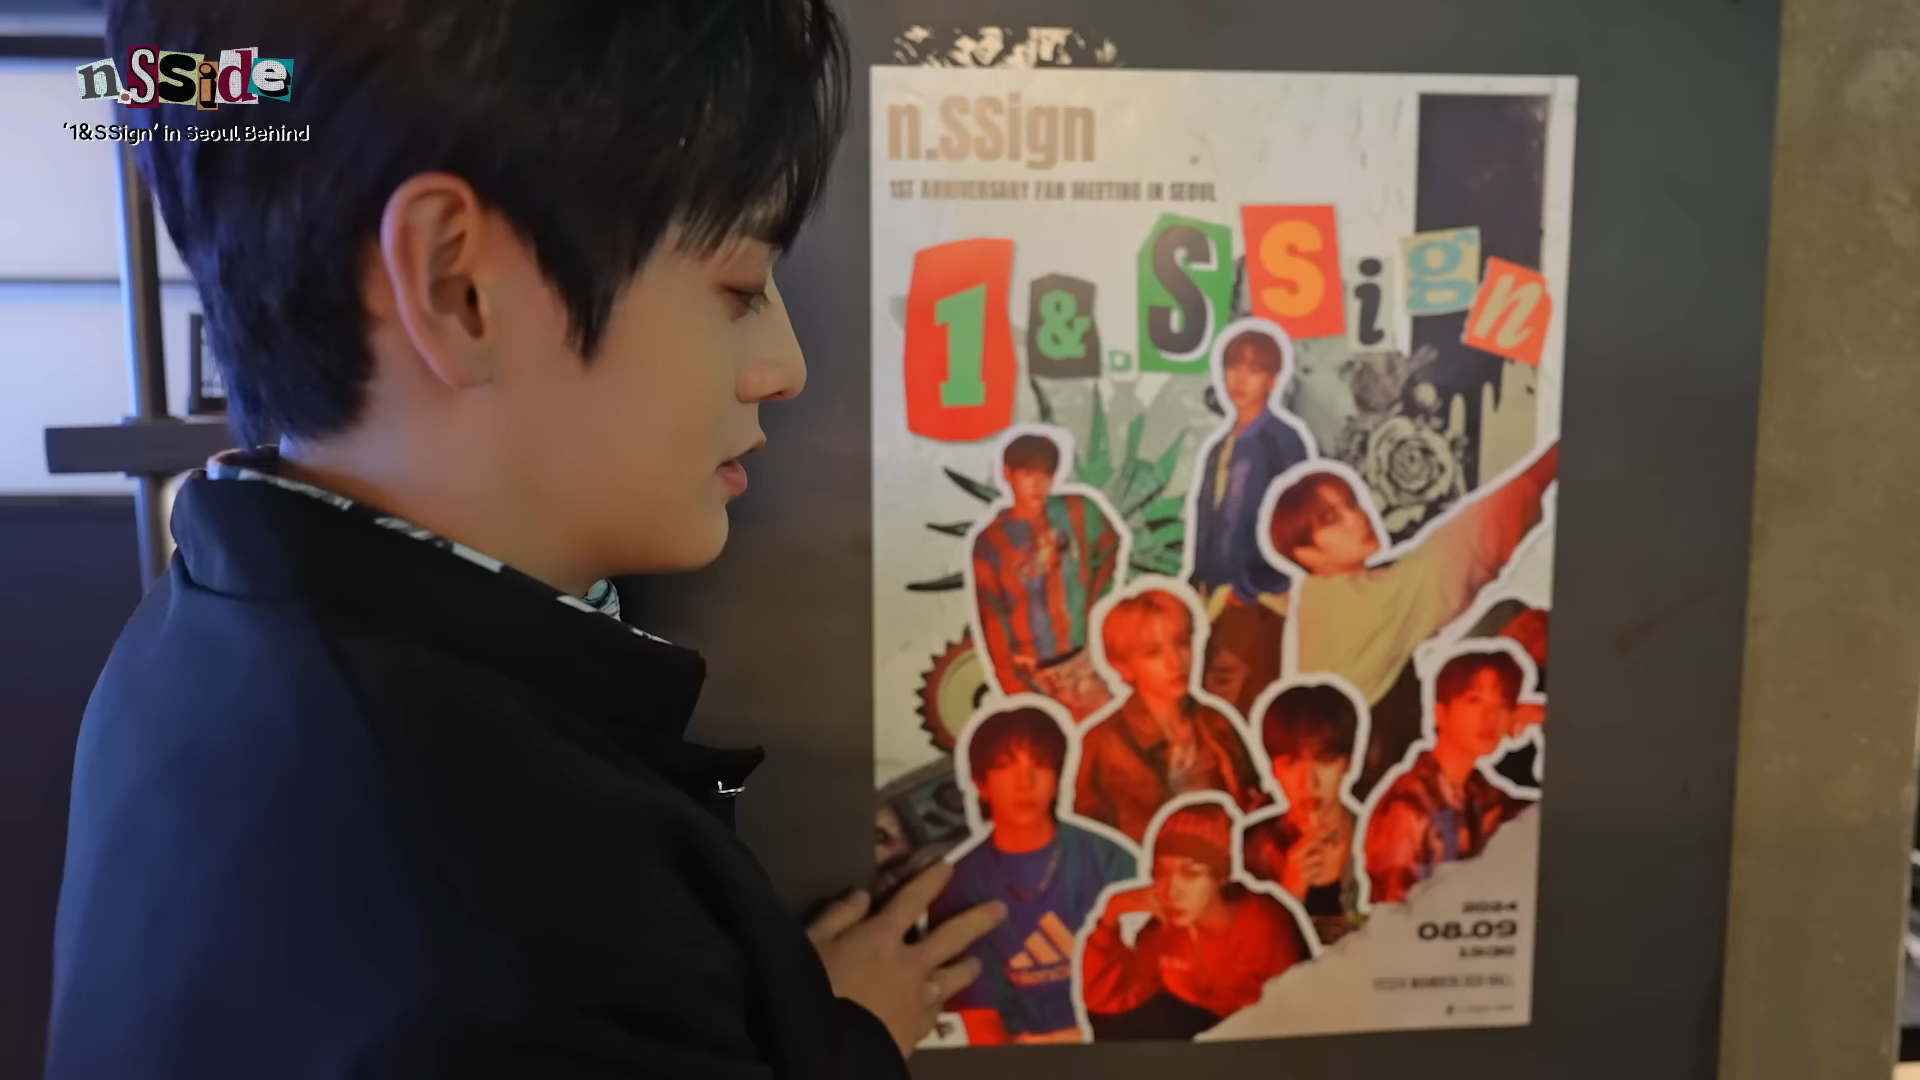 n.SSide
'1&SSign' in Seoul Behind
n.SSign
1ST ANNIVERSARY FAN MEETING IN SEOUL
1&.SSign
2024
08.09